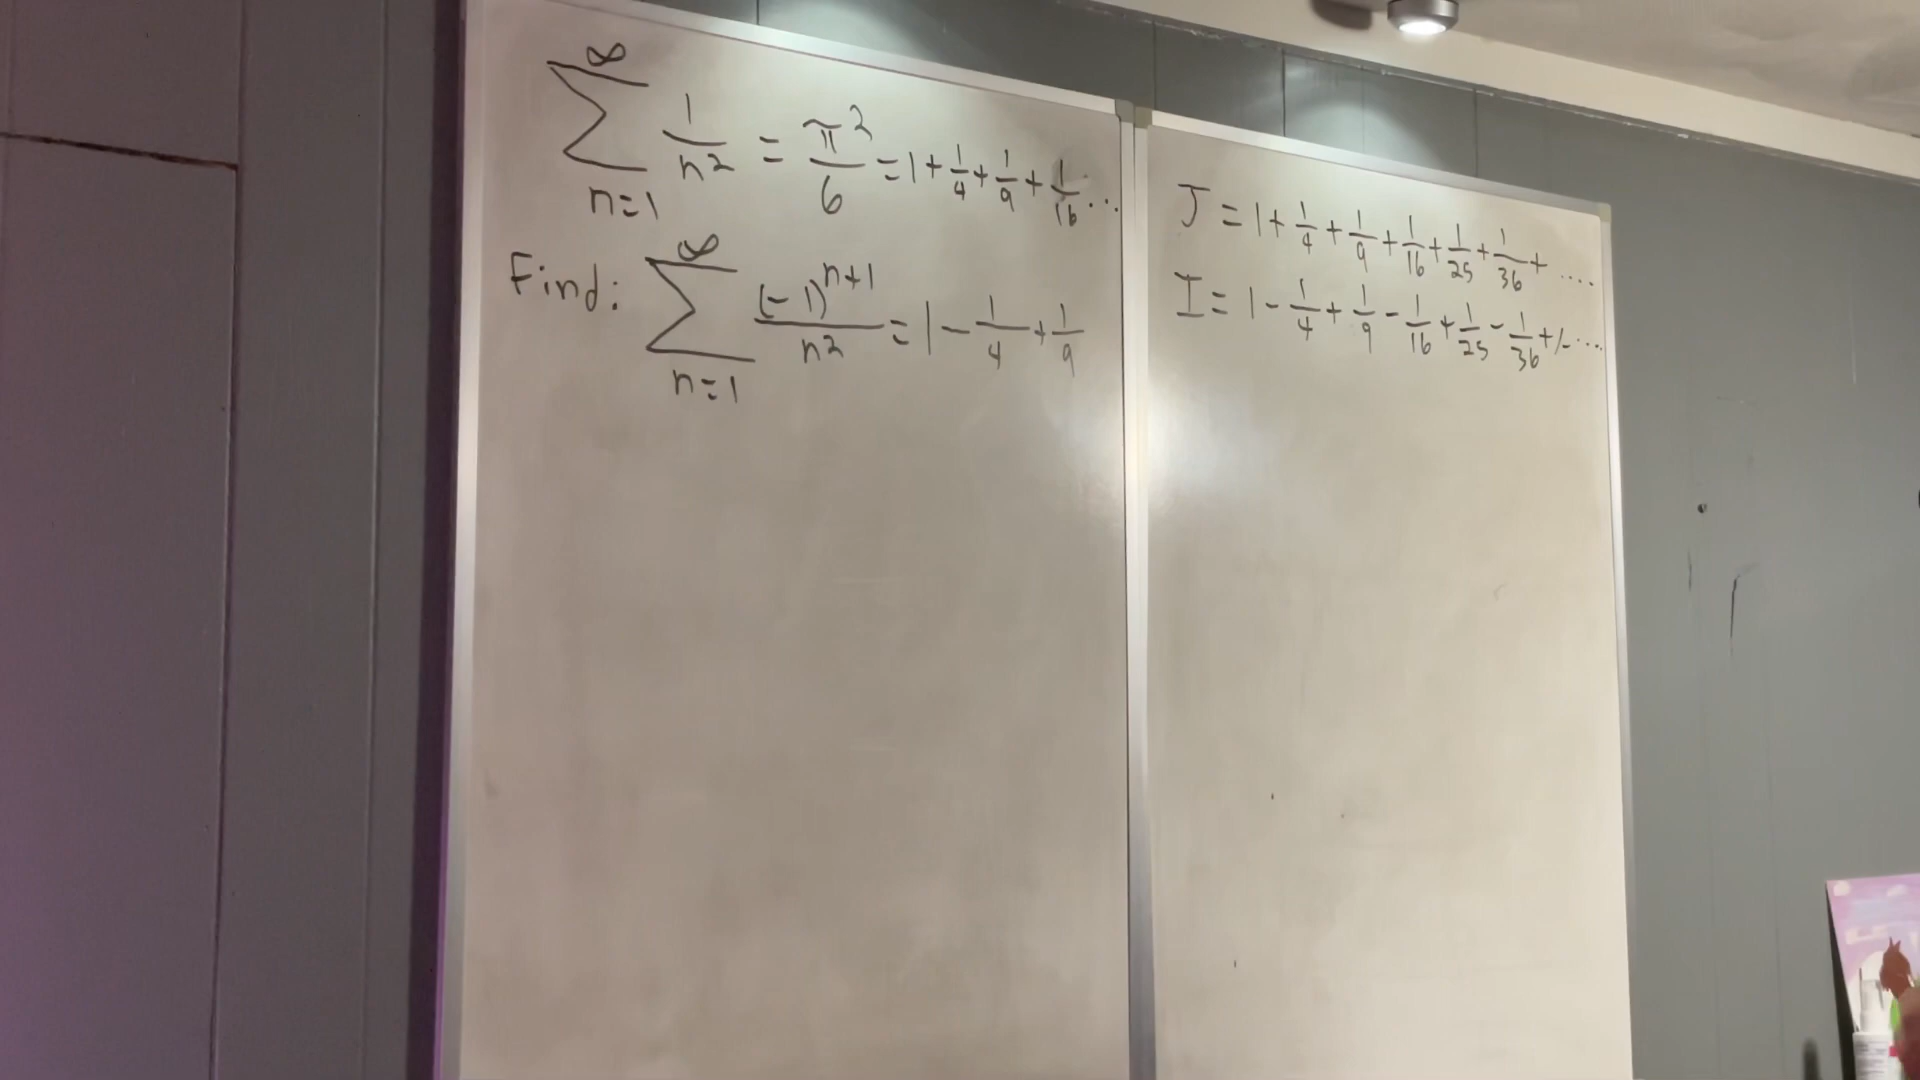 ∞∑n=1 1/n² = π²/6 = 1 + 1/4 + 1/9 + 1/16 ...
Find: ∞∑n=1 (-1)ⁿ⁺¹/n² = 1 - 1/4 + 1/9
J = 1 + 1/4 + 1/9 + 1/16 + 1/25 + 1/36 + ....
I = 1 - 1/4 + 1/9 - 1/16 + 1/25 - 1/36 +/- ....